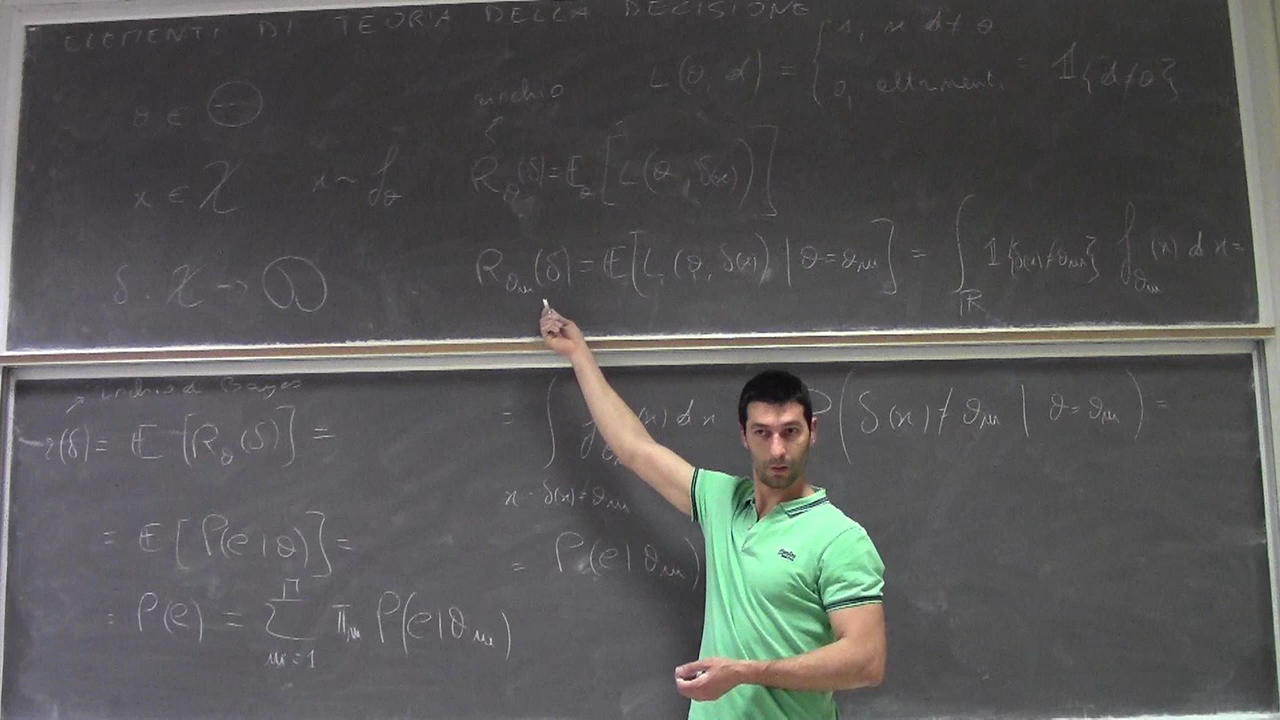 ELEMENTI DI TEORIA DELLA DECISIONE
θ ∈ Θ
x ∈ X   x ~ f_θ
δ : X → D
L(θ, d) = { 1, se d ≠ θ
0, altrimenti = 𝟙{d≠θ}
rischio
R_θ(δ) = E_θ[L(θ, δ(x))]
R_θm(δ) = E[L(θ, δ(x)) | θ=θm] = ∫_ℝ 𝟙{δ(x)≠θm} f_θm(x) dx =
rischio di Bayes
r(δ) = E[R_θ(δ)] =
= E[P(e|θ)] =
= P(e) = Σ_{m=1}^{M} π_m P(e|θm)
= ∫ (x) dx P(δ(x) ≠ θm | θ=θm) =
x : δ(x)≠θm
= P(e|θm)